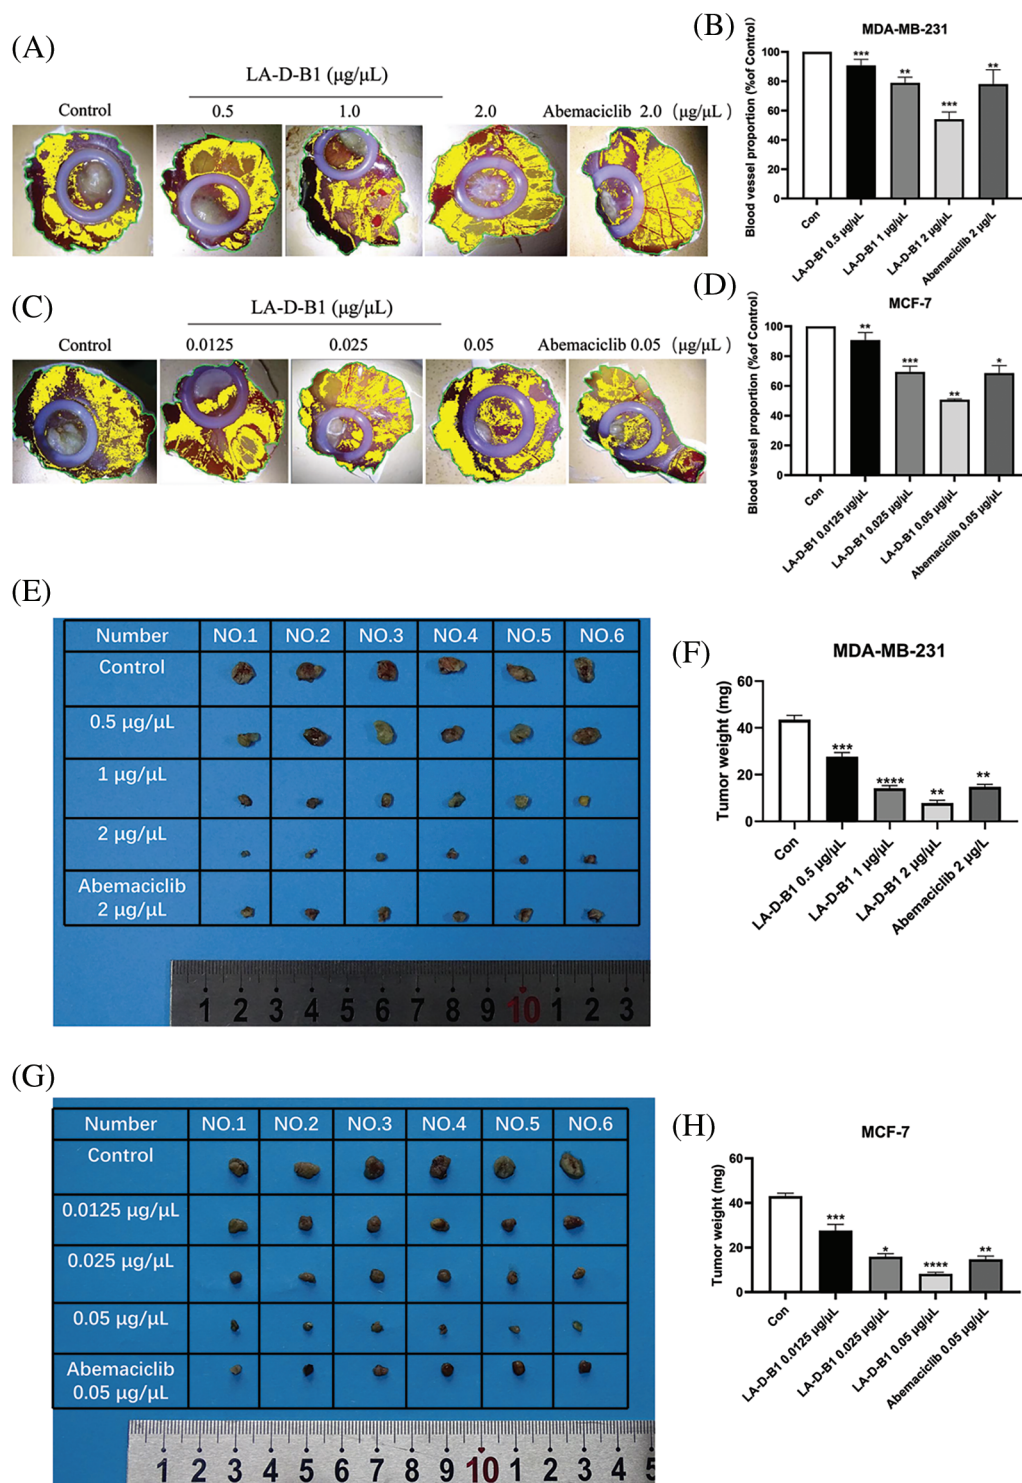 (A)
LA-D-B1 (μg/μL)
Control 0.5 1.0 2.0 Abemaciclib 2.0 (μg/μL)
(B)
MDA-MB-231
Blood vessel proportion (%of Control)
100
80
60
40
20
0
*** ** *** **
Con
LA-D-B1 0.5 μg/μL
LA-D-B1 1 μg/μL
LA-D-B1 2 μg/μL
Abemaciclib 2 μg/L
(C)
LA-D-B1 (μg/μL)
Control 0.0125 0.025 0.05 Abemaciclib 0.05 (μg/μL)
(D)
MCF-7
Blood vessel proportion (%of Control)
100
80
60
40
20
0
** *** ** *
Con
LA-D-B1 0.0125 μg/μL
LA-D-B1 0.025 μg/μL
LA-D-B1 0.05 μg/μL
Abemaciclib 0.05 μg/μL
(E)
Number NO.1 NO.2 NO.3 NO.4 NO.5 NO.6
Control
0.5 μg/μL
1 μg/μL
2 μg/μL
Abemaciclib
2 μg/μL
1 2 3 4 5 6 7 8 9 10 1 2 3
(F)
MDA-MB-231
Tumor weight (mg)
60
40
20
0
*** **** ** **
Con
LA-D-B1 0.5 μg/μL
LA-D-B1 1 μg/μL
LA-D-B1 2 μg/μL
Abemaciclib 2 μg/L
(G)
Number NO.1 NO.2 NO.3 NO.4 NO.5 NO.6
Control
0.0125 μg/μL
0.025 μg/μL
0.05 μg/μL
Abemaciclib
0.05 μg/μL
1 2 3 4 5 6 7 8 9 10 1 2 3 4 5
(H)
MCF-7
Tumor weight (mg)
60
40
20
0
*** * **** **
Con
LA-D-B1 0.0125 μg/μL
LA-D-B1 0.025 μg/μL
LA-D-B1 0.05 μg/μL
Abemaciclib 0.05 μg/μL